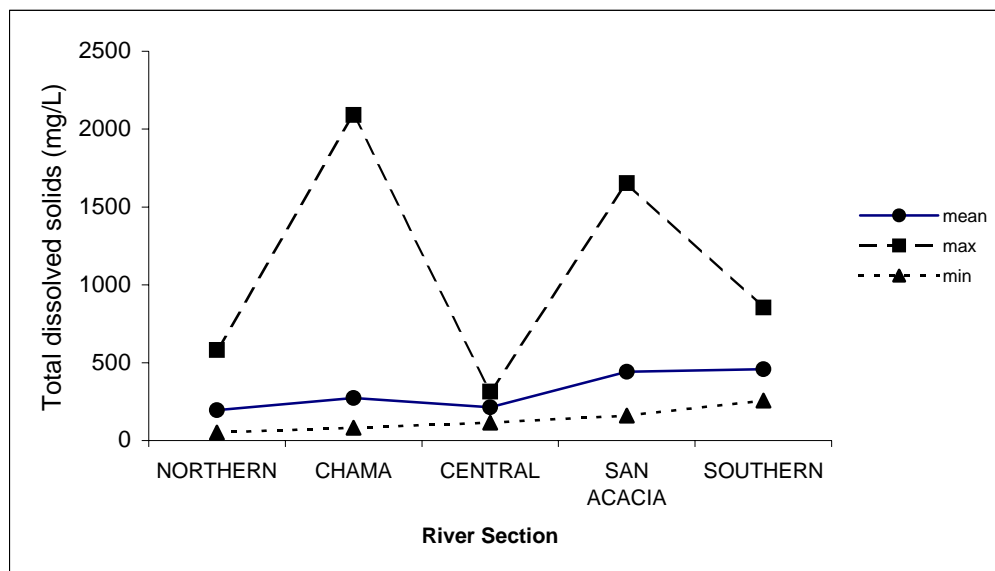 Total dissolved solids (mg/L)
2500
2000
1500
1000
500
0
NORTHERN
CHAMA
CENTRAL
SAN
ACACIA
SOUTHERN
River Section
mean
max
min